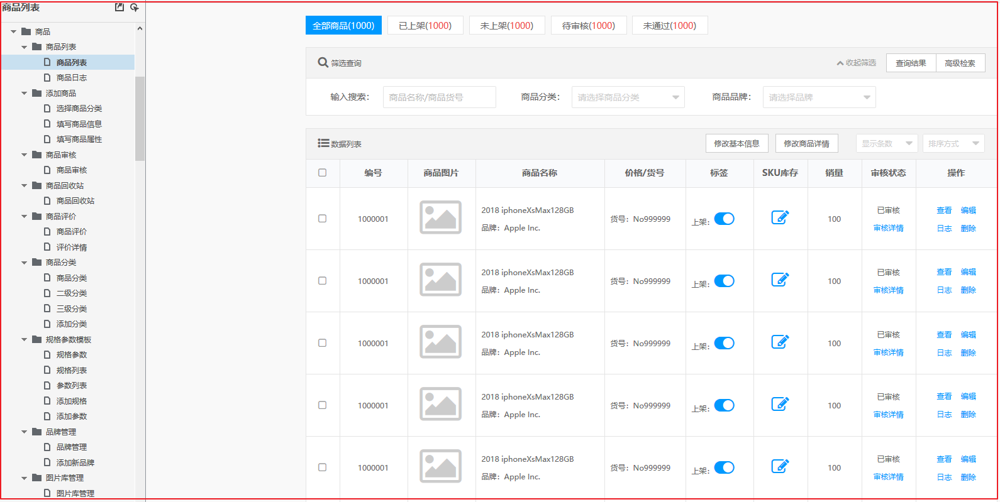 商品列表
商品
商品列表
商品列表
商品日志
添加商品
选择商品分类
填写商品信息
填写商品属性
商品审核
商品审核
商品回收站
商品回收站
商品评价
商品评价
评价详情
商品分类
商品分类
二级分类
三级分类
添加分类
规格参数模板
规格参数
规格列表
参数列表
添加规格
添加参数
品牌管理
品牌管理
添加新品牌
图片库管理
图片库管理
全部商品(1000) 已上架(1000) 未上架(1000) 待审核(1000) 未通过(1000)
筛选查询 收起筛选 查询结果 高级检索
输入搜索： 商品名称/商品货号 商品分类： 请选择商品分类 商品品牌： 请选择品牌
数据列表 修改基本信息 修改商品详情 显示条数 排序方式
编号 商品图片 商品名称 价格/货号 标签 SKU库存 销量 审核状态 操作
2018 iphoneXsMax128GB 已审核 查看 编辑
1000001 货号：No999999 上架： 100
品牌：Apple Inc. 审核详情 日志 删除
2018 iphoneXsMax128GB 已审核 查看 编辑
1000001 货号：No999999 上架： 100
品牌：Apple Inc. 审核详情 日志 删除
2018 iphoneXsMax128GB 已审核 查看 编辑
1000001 货号：No999999 上架： 100
品牌：Apple Inc. 审核详情 日志 删除
2018 iphoneXsMax128GB 已审核 查看 编辑
1000001 货号：No999999 上架： 100
品牌：Apple Inc. 审核详情 日志 删除
2018 iphoneXsMax128GB 已审核 查看 编辑
1000001 货号：No999999 上架： 100
品牌：Apple Inc. 审核详情 日志 删除